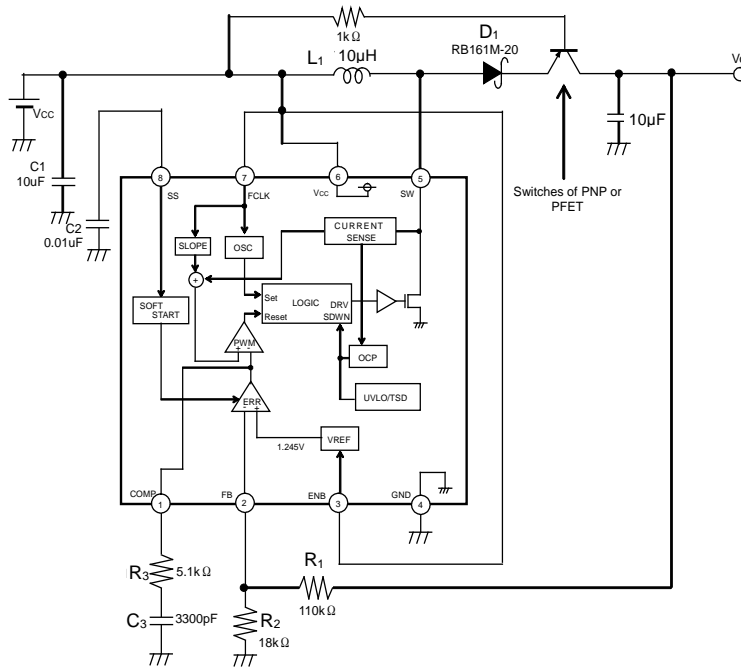 1kΩ
L1 10μH
D1
RB161M-20
VCC
C1
10uF
C2
0.01uF
10μF
Switches of PNP or
PFET
8
SS
7
FCLK
6
Vcc
5
SW
SLOPE
OSC
CURRENT
SENSE
+
SOFT
START
Set
LOGIC
DRV
Reset
SDWN
PWM
+ -
OCP
ERR
- +
UVLO/TSD
1.245V
VREF
COMP
1
FB
2
ENB
3
GND
4
R3
5.1kΩ
C3
3300pF
R1
110kΩ
R2
18kΩ